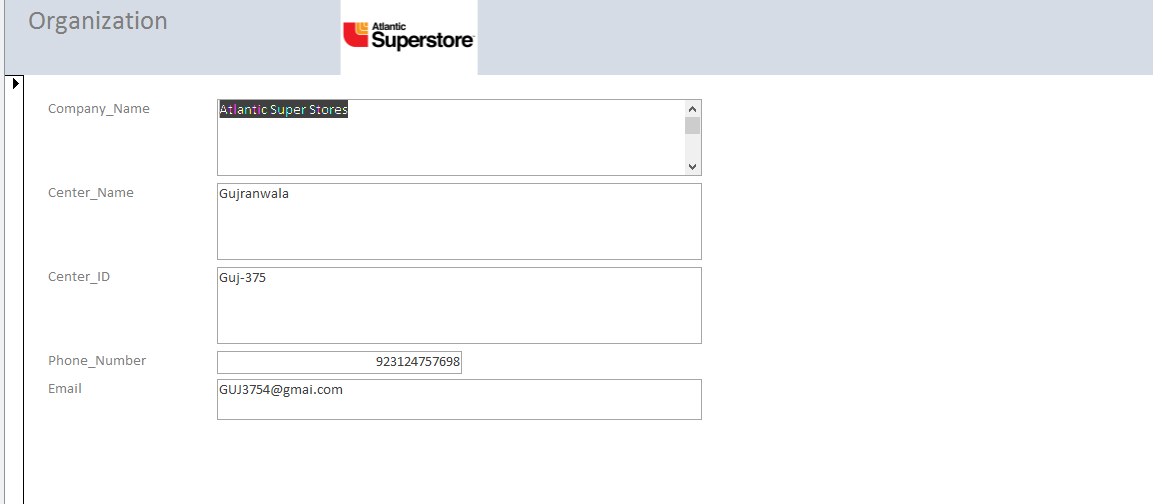 Organization
Atlantic
Superstore
Company_Name
Atlantic Super Stores
Center_Name
Gujranwala
Center_ID
Guj-375
Phone_Number
923124757698
Email
GUJ3754@gmai.com